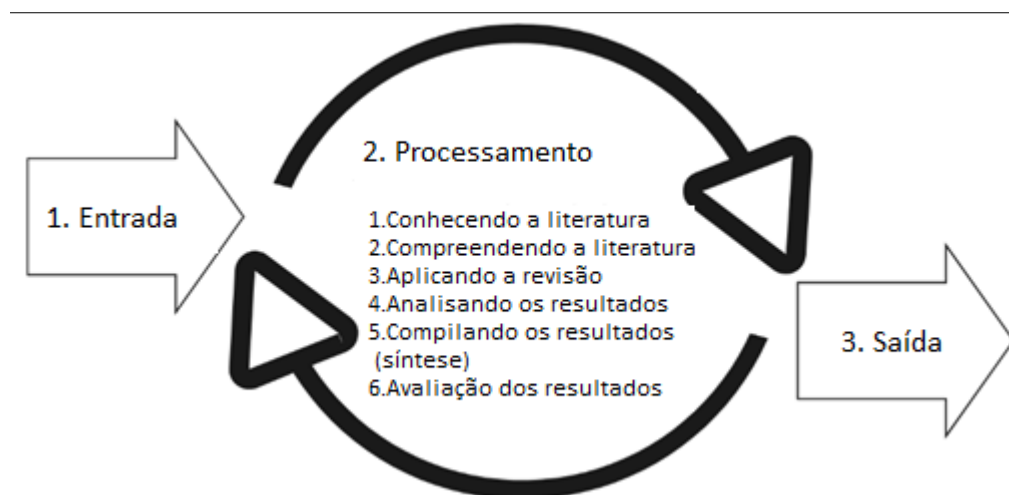 2. Processamento
1. Entrada
1.Conhecendo a literatura
2.Compreendendo a literatura
3.Aplicando a revisão
4.Analisando os resultados
5.Compilando os resultados
(síntese)
6.Avaliação dos resultados
3. Saída